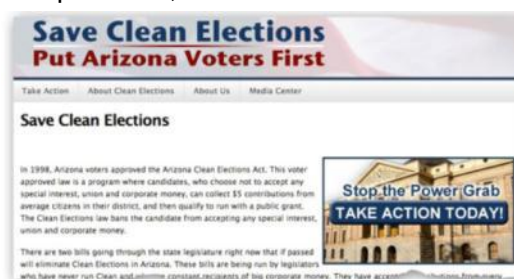 Save Clean Elections
Put Arizona Voters First
Take Action About Clean Elections About Us Media Center
Save Clean Elections
In 1998, Arizona voters approved the Arizona Clean Elections Act. This voter
approved law is a program where candidates, who choose not to accept any
special interest, union and corporate money, can collect $5 contributions from
average citizens in their district, and then qualify to run with a public grant.
The Clean Elections law bans the candidate from accepting any special interest,
union and corporate money.
Stop the Power Grab
TAKE ACTION TODAY!
There are two bills going through the state legislature right now that if passed
will eliminate Clean Elections in Arizona. These bills are being run by legislators
who have never run Clean and constant recipients of big corporate money. They have